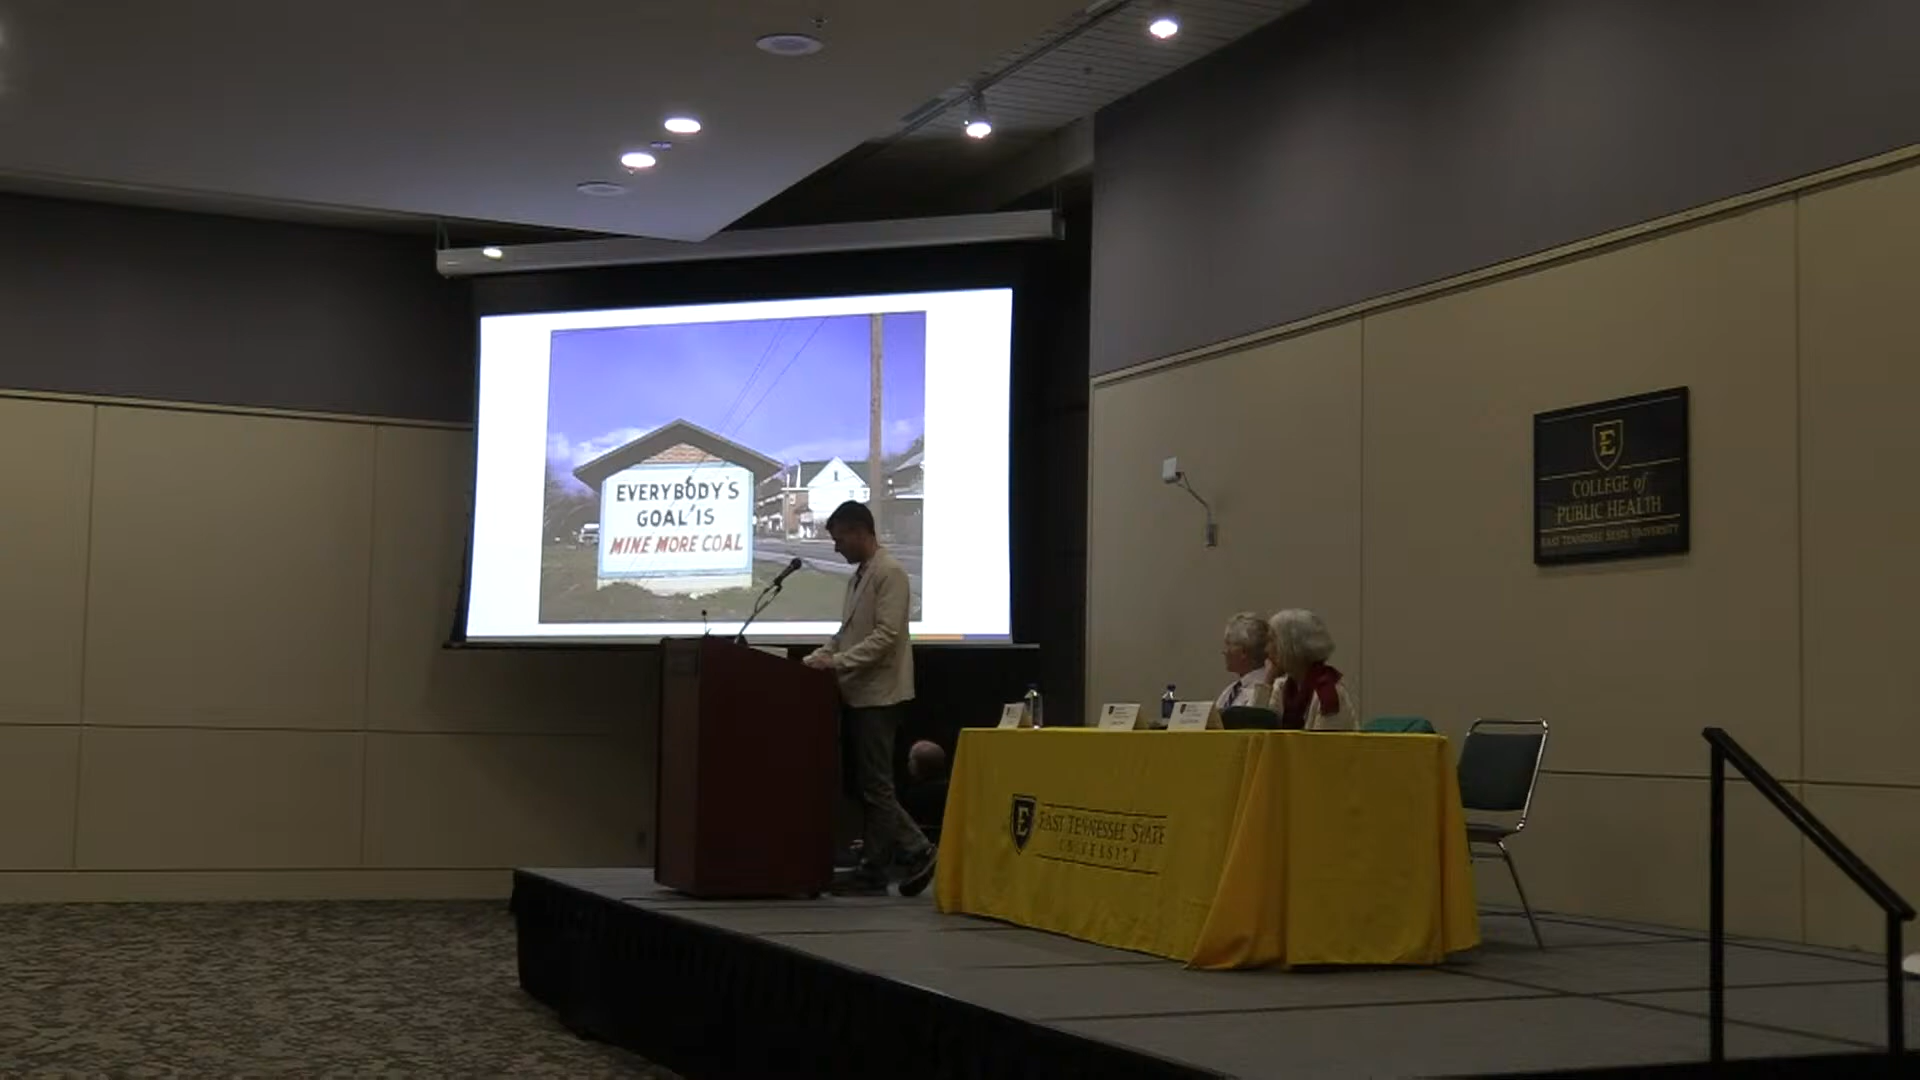 EVERYBODY'S
GOAL IS
MINE MORE COAL
E
COLLEGE of
PUBLIC HEALTH
EAST TENNESSEE STATE UNIVERSITY
E
EAST TENNESSEE STATE
UNIVERSITY